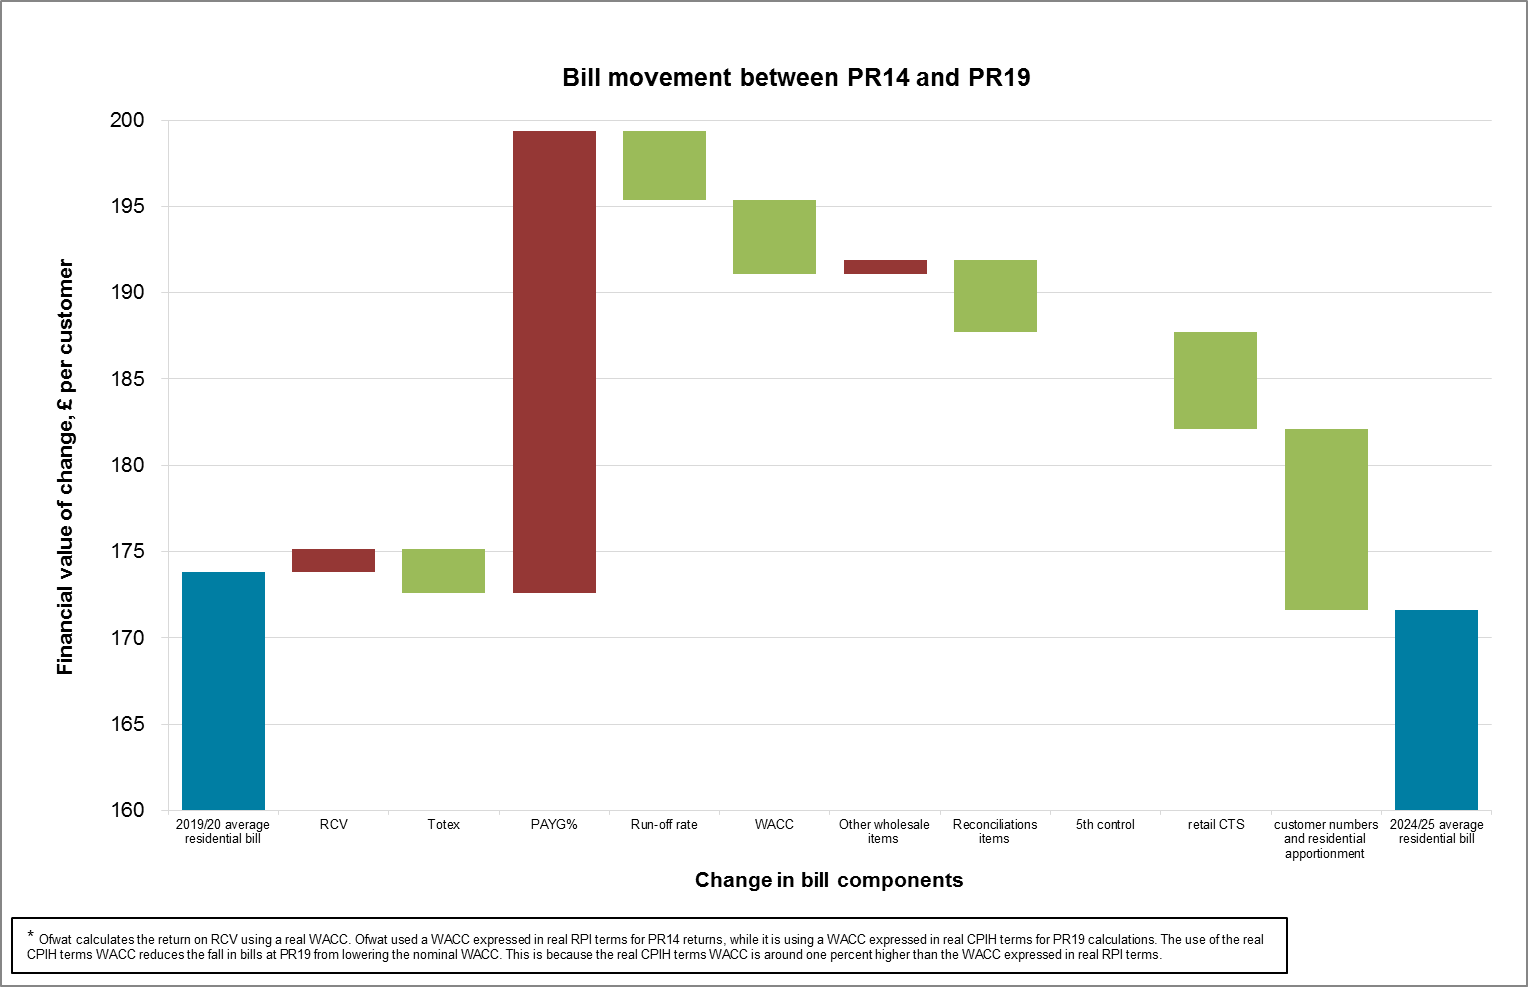 Bill movement between PR14 and PR19
200
195
190
185
180
175
170
165
160
Financial value of change, £ per customer
2019/20 average
residential bill
RCV
Totex
PAYG%
Run-off rate
WACC
Other wholesale
items
Reconciliations
items
5th control
retail CTS
customer numbers
and residential
apportionment
2024/25 average
residential bill
Change in bill components
* Ofwat calculates the return on RCV using a real WACC. Ofwat used a WACC expressed in real RPI terms for PR14 returns, while it is using a WACC expressed in real CPIH terms for PR19 calculations. The use of the real
CPIH terms WACC reduces the fall in bills at PR19 from lowering the nominal WACC. This is because the real CPIH terms WACC is around one percent higher than the WACC expressed in real RPI terms.